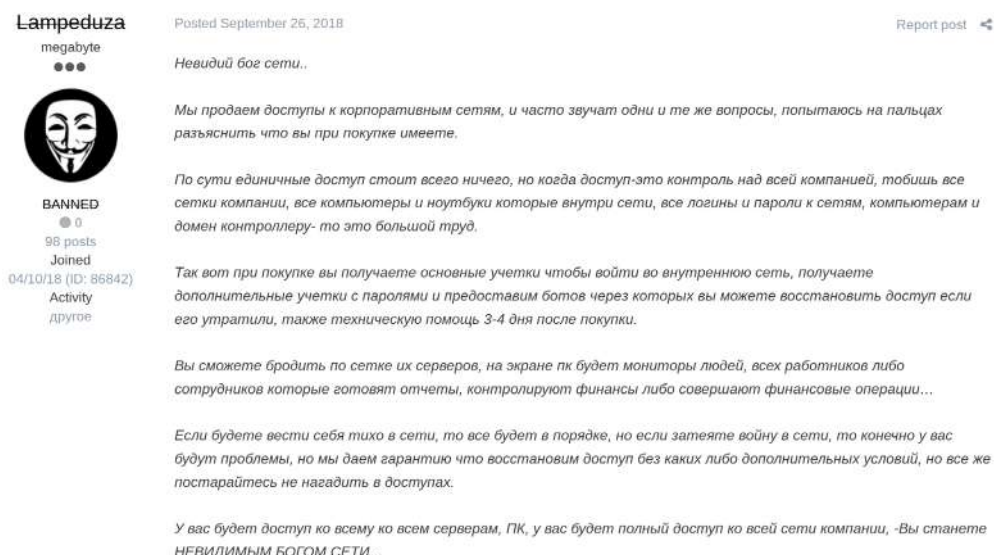 Lampeduza
megabyte
BANNED
0
98 posts
Joined
04/10/18 (ID: 86842)
Activity
другое
Posted September 26, 2018
Report post
Невидий бог сети..
Мы продаем доступы к корпоративным сетям, и часто звучат одни и те же вопросы, попытаюсь на пальцах
разъяснить что вы при покупке имеете.
По сути единичные доступ стоит всего ничего, но когда доступ-это контроль над всей компанией, тобишь все
сетки компании, все компьютеры и ноутбуки которые внутри сети, все логины и пароли к сетям, компьютерам и
домен контроллеру- то это большой труд.
Так вот при покупке вы получаете основные учетки чтобы войти во внутреннюю сеть, получаете
дополнительные учетки с паролями и предоставим ботов через которых вы можете восстановить доступ если
его утратили, также техническую помощь 3-4 дня после покупки.
Вы сможете бродить по сетке их серверов, на экране пк будет мониторы людей, всех работников либо
сотрудников которые готовят отчеты, контролируют финансы либо совершают финансовые операции...
Если будете вести себя тихо в сети, то все будет в порядке, но если затеяте войну в сети, то конечно у вас
будут проблемы, но мы даем гарантию что восстановим доступ без каких либо дополнительных условий, но все же
постарайтесь не нагадить в доступах.
У вас будет доступ ко всему ко всем серверам, ПК, у вас будет полный доступ ко всей сети компании, -Вы станете
НЕВИДИМЫМ БОГОМ СЕТИ...